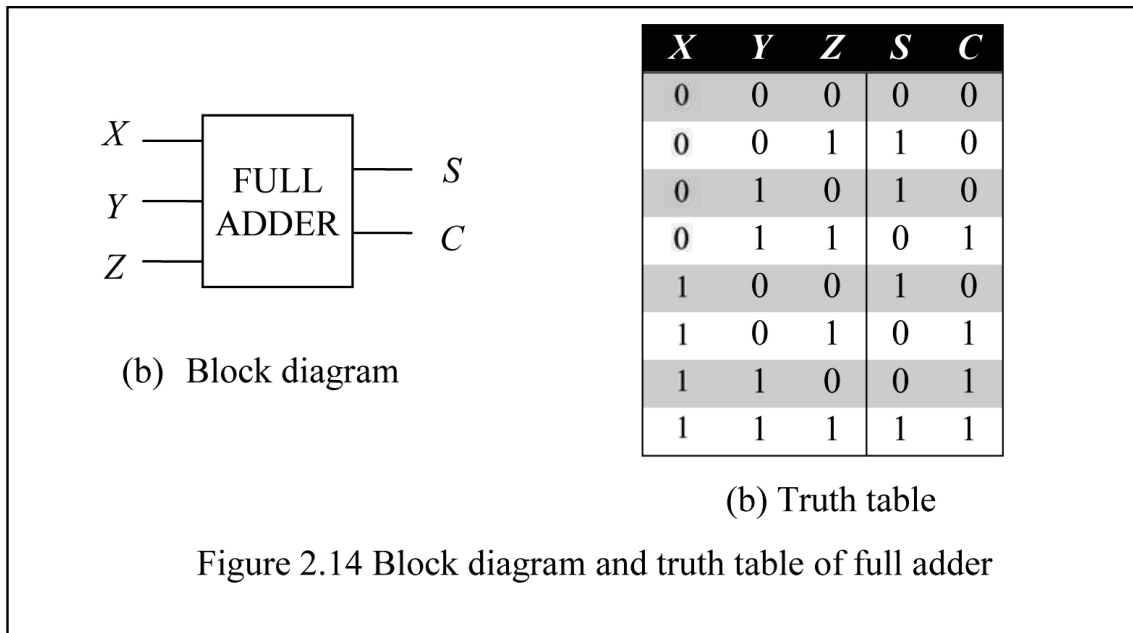 X
Y
Z
FULL
ADDER
S
C
(b) Block diagram
X Y Z S C
0 0 0 0 0
0 0 1 1 0
0 1 0 1 0
0 1 1 0 1
1 0 0 1 0
1 0 1 0 1
1 1 0 0 1
1 1 1 1 1
(b) Truth table
Figure 2.14 Block diagram and truth table of full adder